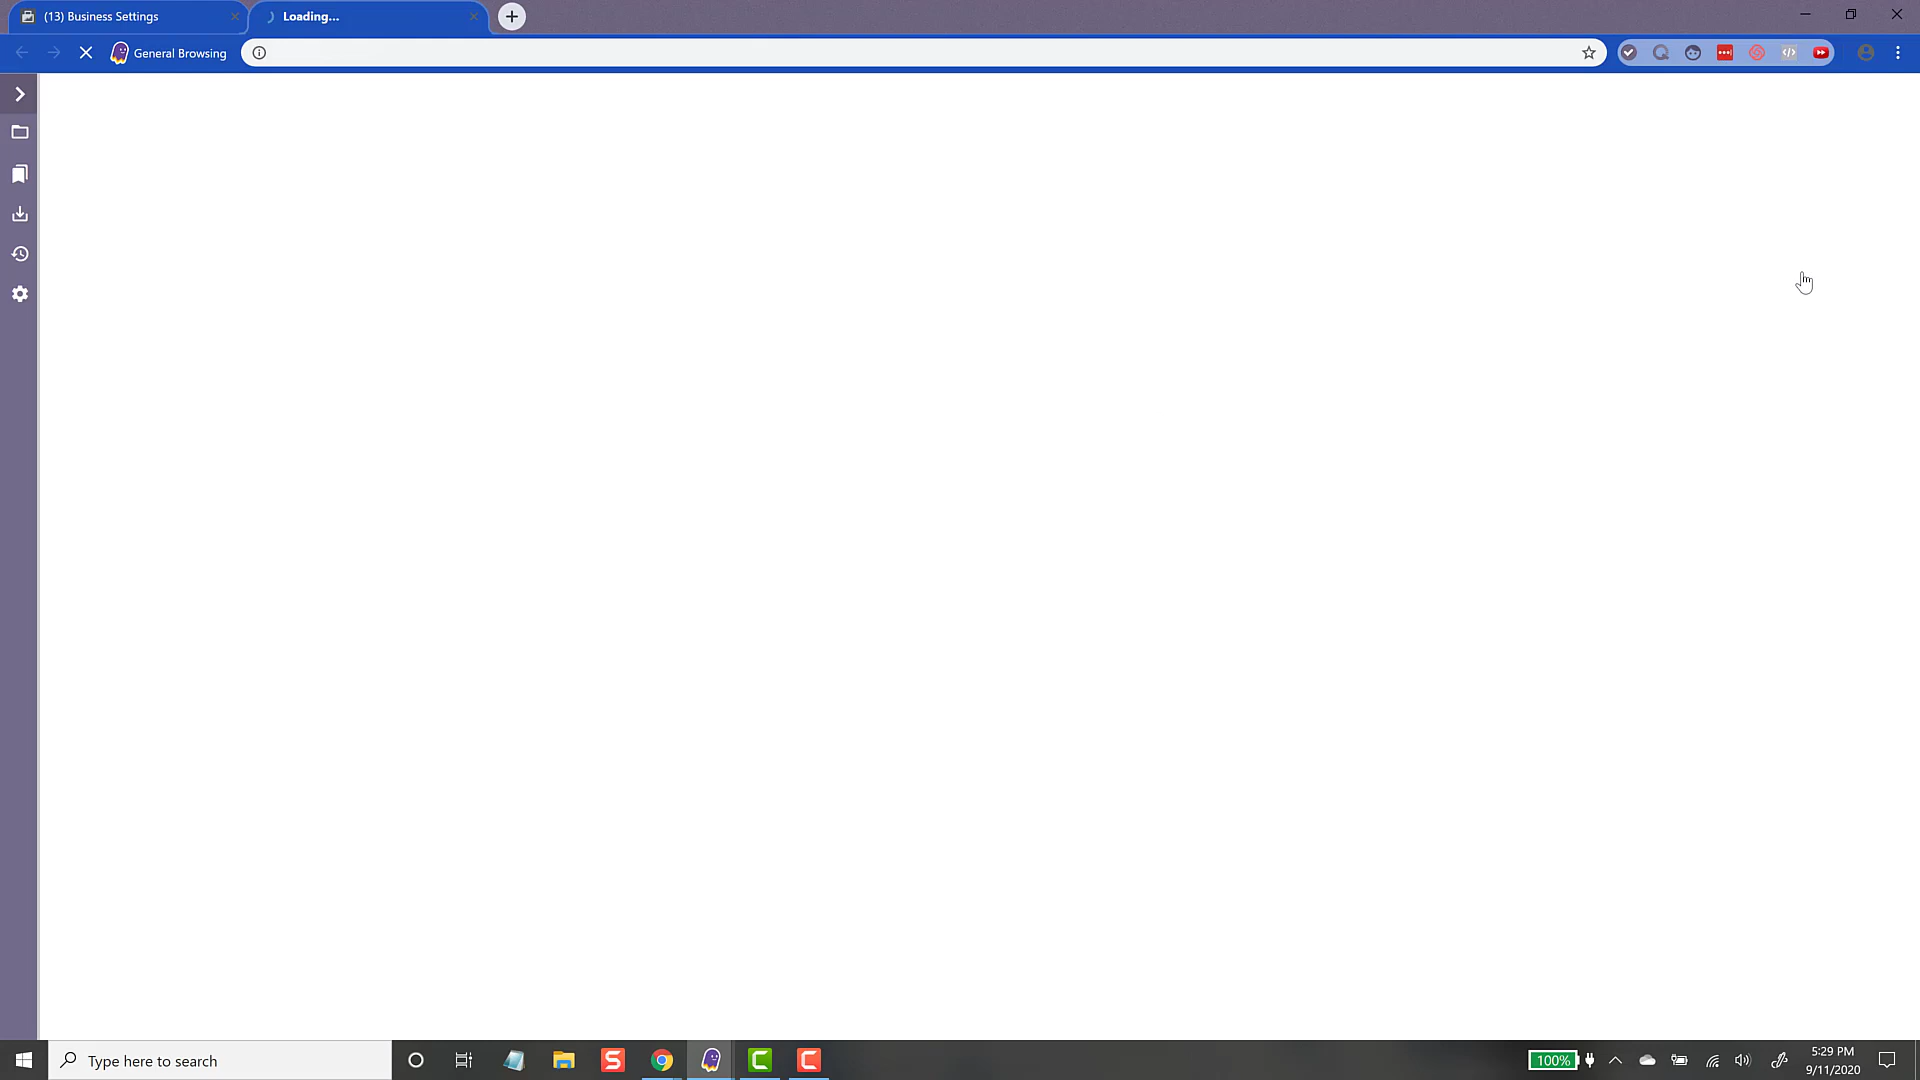 (13) Business Settings
Loading...
General Browsing
Type here to search
100%
5:29 PM
9/11/2020